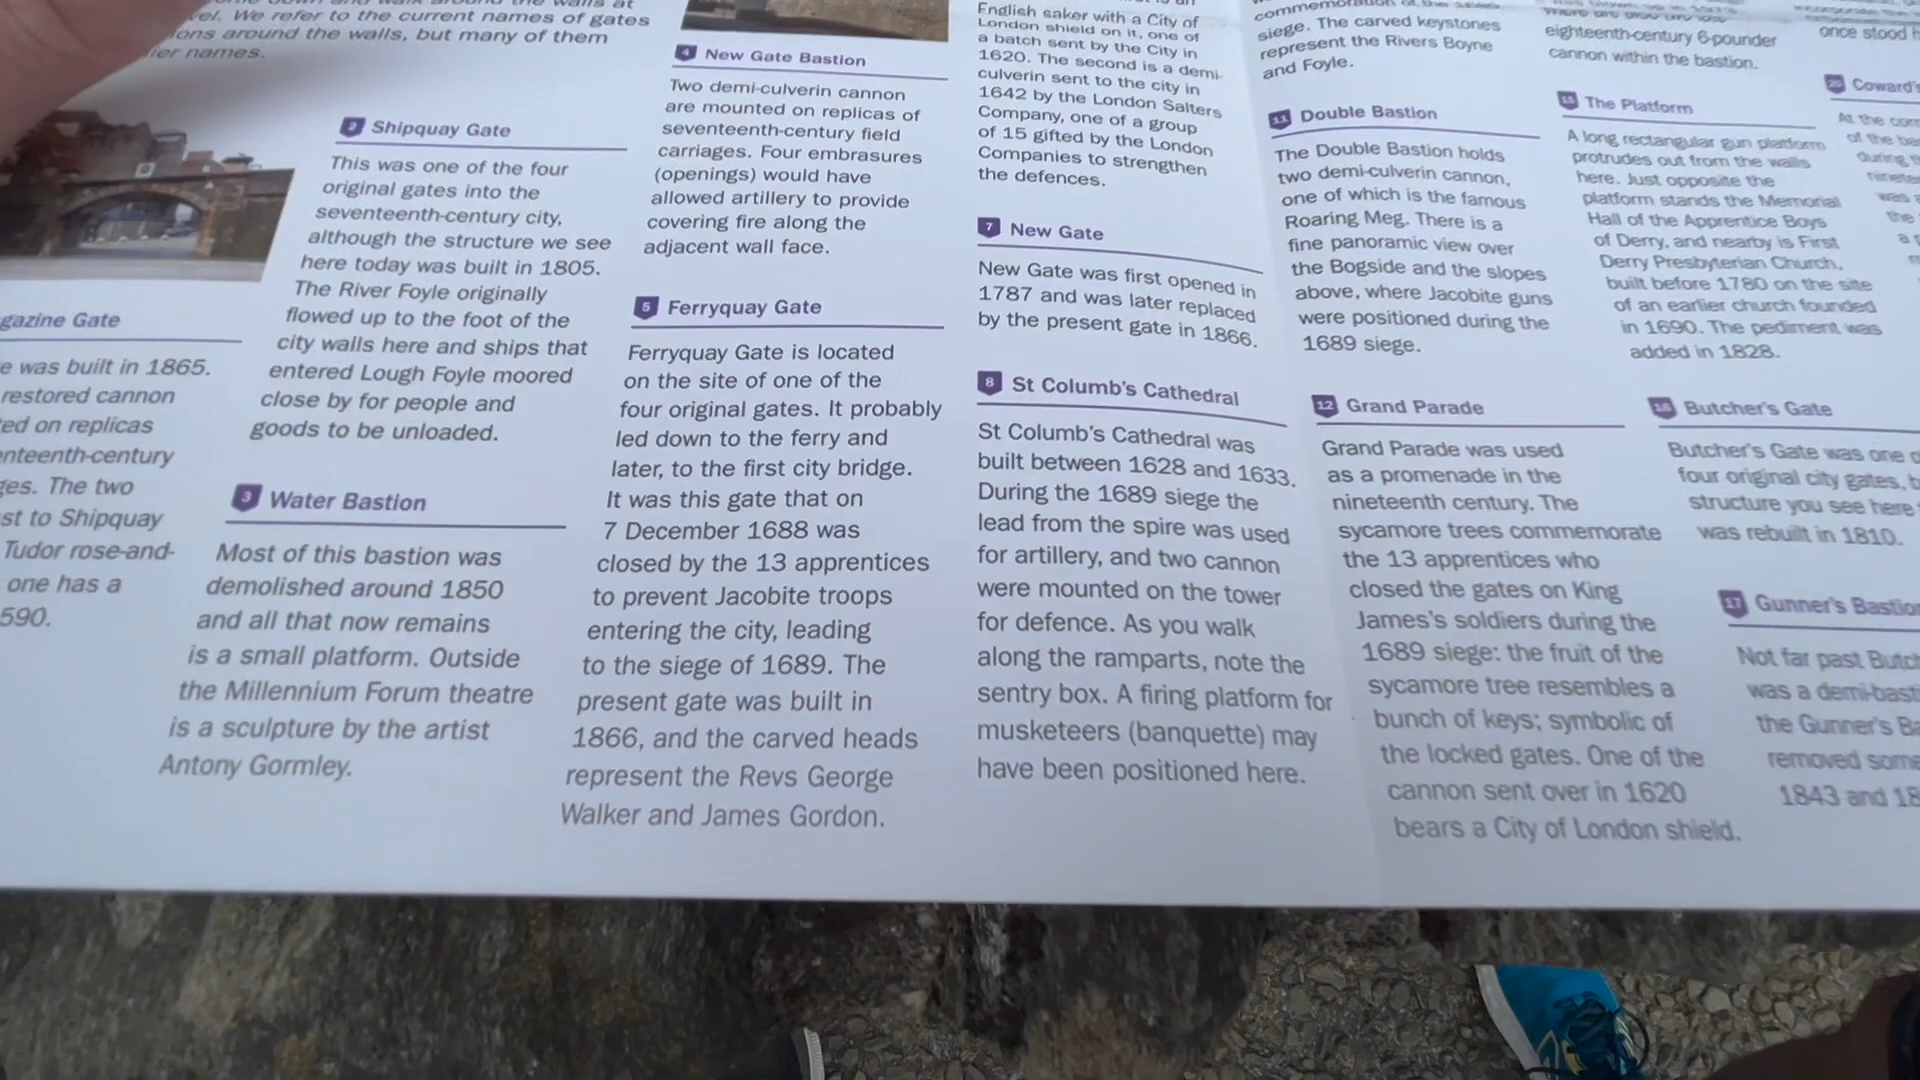 walls at
We refer to the current names of gates
around the walls, but many of them
names.
gazine Gate
was built in 1865.
restored cannon
on replicas
The two
to Shipquay
Tudor rose-and-
one has a
590.
2 Shipquay Gate
This was one of the four
original gates into the
seventeenth-century city,
although the structure we see
here today was built in 1805.
The River Foyle originally
flowed up to the foot of the
city walls here and ships that
entered Lough Foyle moored
close by for people and
goods to be unloaded.
3 Water Bastion
Most of this bastion was
demolished around 1850
and all that now remains
is a small platform. Outside
the Millennium Forum theatre
is a sculpture by the artist
Antony Gormley.
4 New Gate Bastion
Two demi-culverin cannon
are mounted on replicas of
seventeenth-century field
carriages. Four embrasures
(openings) would have
allowed artillery to provide
covering fire along the
adjacent wall face.
5 Ferryquay Gate
Ferryquay Gate is located
on the site of one of the
four original gates. It probably
led down to the ferry and
later, to the first city bridge.
It was this gate that on
7 December 1688 was
closed by the 13 apprentices
to prevent Jacobite troops
entering the city, leading
to the siege of 1689. The
present gate was built in
1866, and the carved heads
represent the Revs George
Walker and James Gordon.
English saker with a City of
London shield on it, one of
a batch sent by the City in
1620. The second is a demi-
culverin sent to the city in
1642 by the London Salters
Company, one of a group
of 15 gifted by the London
Companies to strengthen
the defences.
7 New Gate
New Gate was first opened in
1787 and was later replaced
by the present gate in 1866.
8 St Columb's Cathedral
St Columb's Cathedral was
built between 1628 and 1633.
During the 1689 siege the
lead from the spire was used
for artillery, and two cannon
were mounted on the tower
for defence. As you walk
along the ramparts, note the
sentry box. A firing platform for
musketeers (banquette) may
have been positioned here.
siege. The carved keystones
represent the Rivers Boyne
and Foyle.
11 Double Bastion
The Double Bastion holds
two demi-culverin cannon,
one of which is the famous
Roaring Meg. There is a
fine panoramic view over
the Bogside and the slopes
above, where Jacobite guns
were positioned during the
1689 siege.
12 Grand Parade
Grand Parade was used
as a promenade in the
nineteenth century. The
sycamore trees commemorate
the 13 apprentices who
closed the gates on King
James's soldiers during the
1689 siege: the fruit of the
sycamore tree resembles a
bunch of keys; symbolic of
the locked gates. One of the
cannon sent over in 1620
bears a City of London shield.
eighteenth-century 6-pounder
cannon within the bastion.
15 The Platform
A long rectangular gun platform
protrudes out from the walls
here. Just opposite the
platform stands the Memorial
Hall of the Apprentice Boys
of Derry, and nearby is First
Derry Presbyterian Church,
built before 1780 on the site
of an earlier church founded
in 1690. The pediment was
added in 1828.
16 Butcher's Gate
Butcher's Gate was one
four original city gates,
structure you see here
was rebuilt in 1810.
17 Gunner's Bastion
Not far past
was a demi-
the Gunner's
removed
1843 and
once stood
Coward's
At the
of the
during
was
the